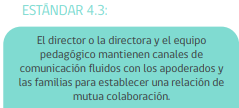 ESTÁNDAR 4.3:
El director o la directora y el equipo
pedagógico mantienen canales de
comunicación fluidos con los apoderados y
las familias para establecer una relación de
mutua colaboración.